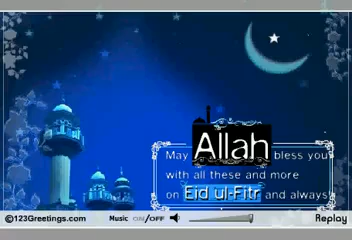 May Allah bless you
with all these and more
on Eid ul-Fitr and always!
©123Greetings.com Music ON/OFF Replay